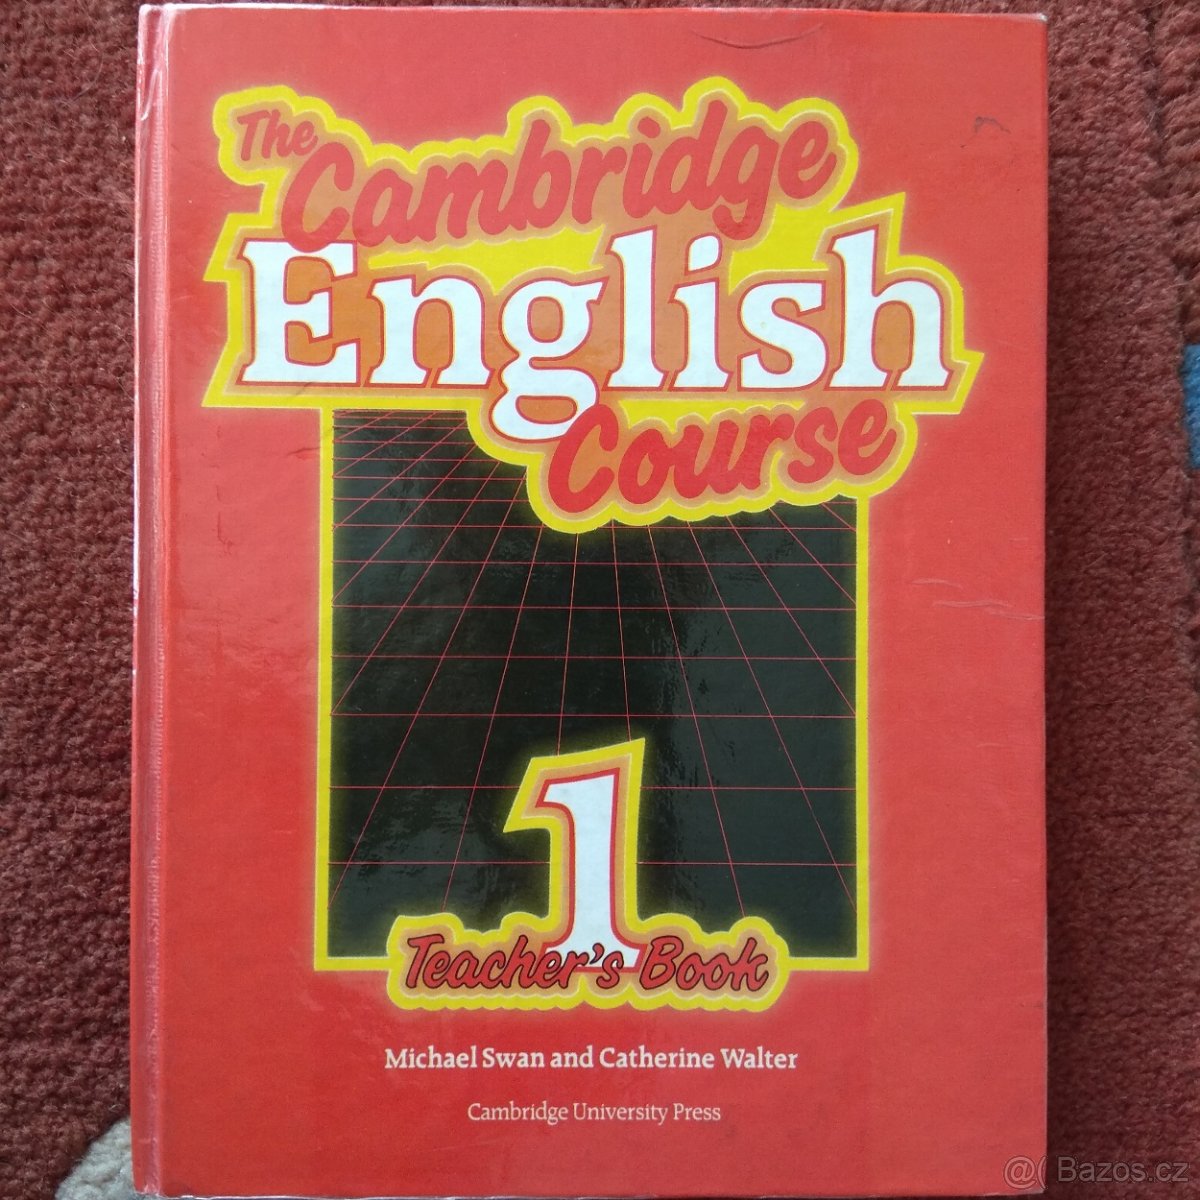 The
Cambridge
English
Course
1
Teacher's Book
Michael Swan and Catherine Walter
Cambridge University Press
@( Bazos.cz